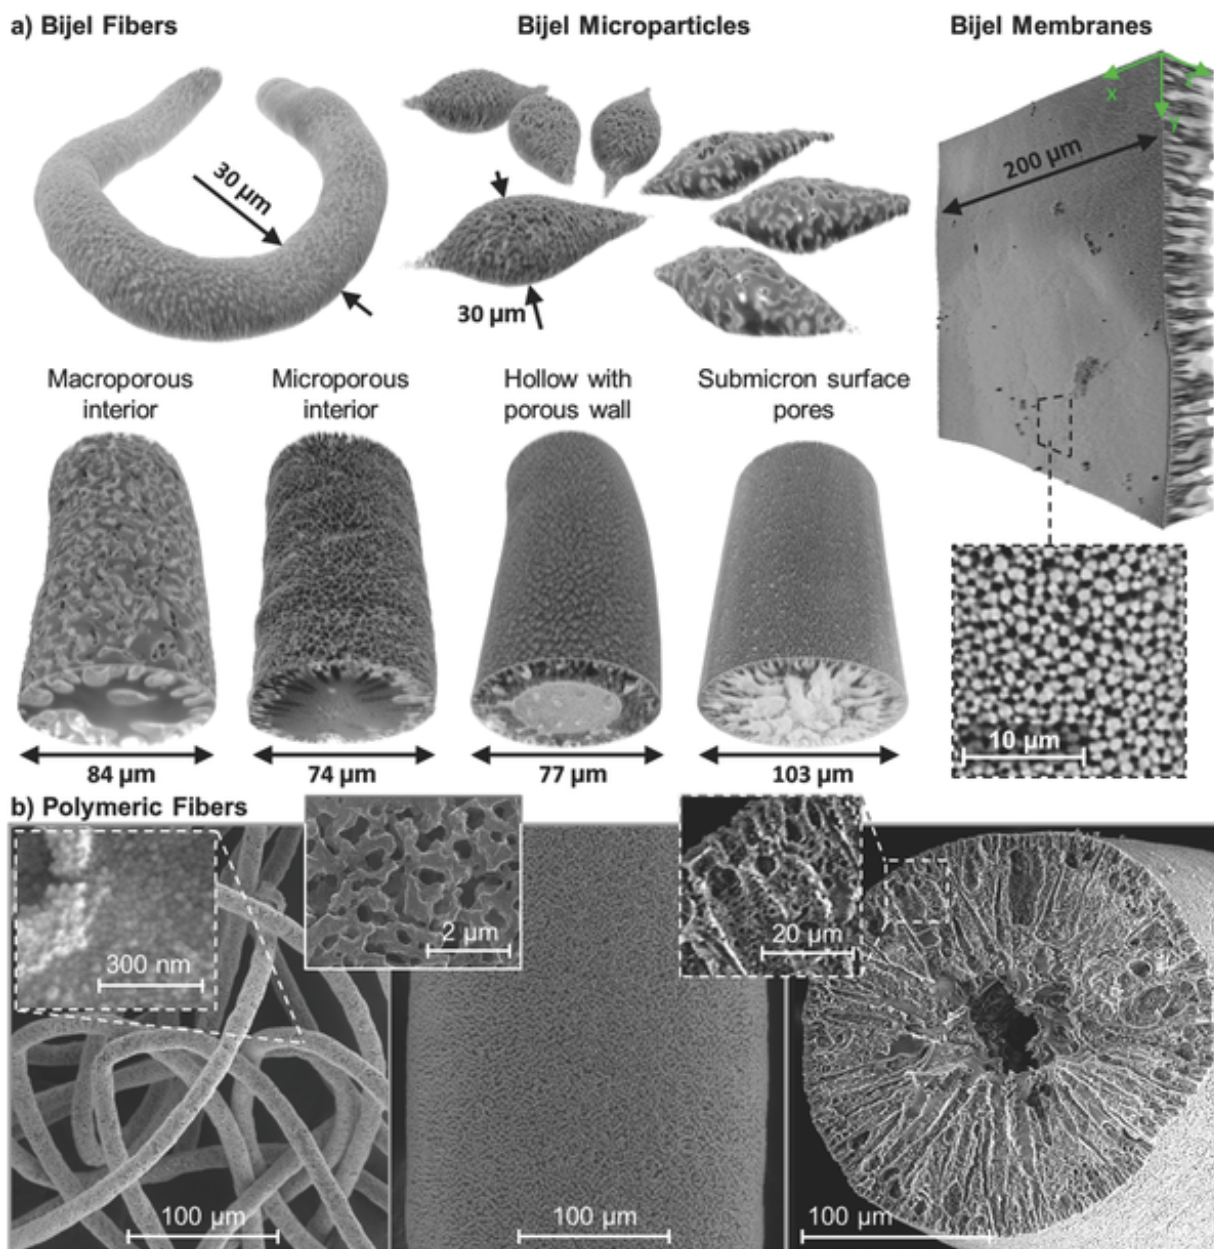 a) Bijel Fibers
Bijel Microparticles
Bijel Membranes
30 µm
30 µm
200 µm
X
y
Macroporous
interior
Microporous
interior
Hollow with
porous wall
Submicron surface
pores
84 µm
74 µm
77 µm
103 µm
10 µm
b) Polymeric Fibers
300 nm
2 µm
20 µm
100 µm
100 µm
100 µm